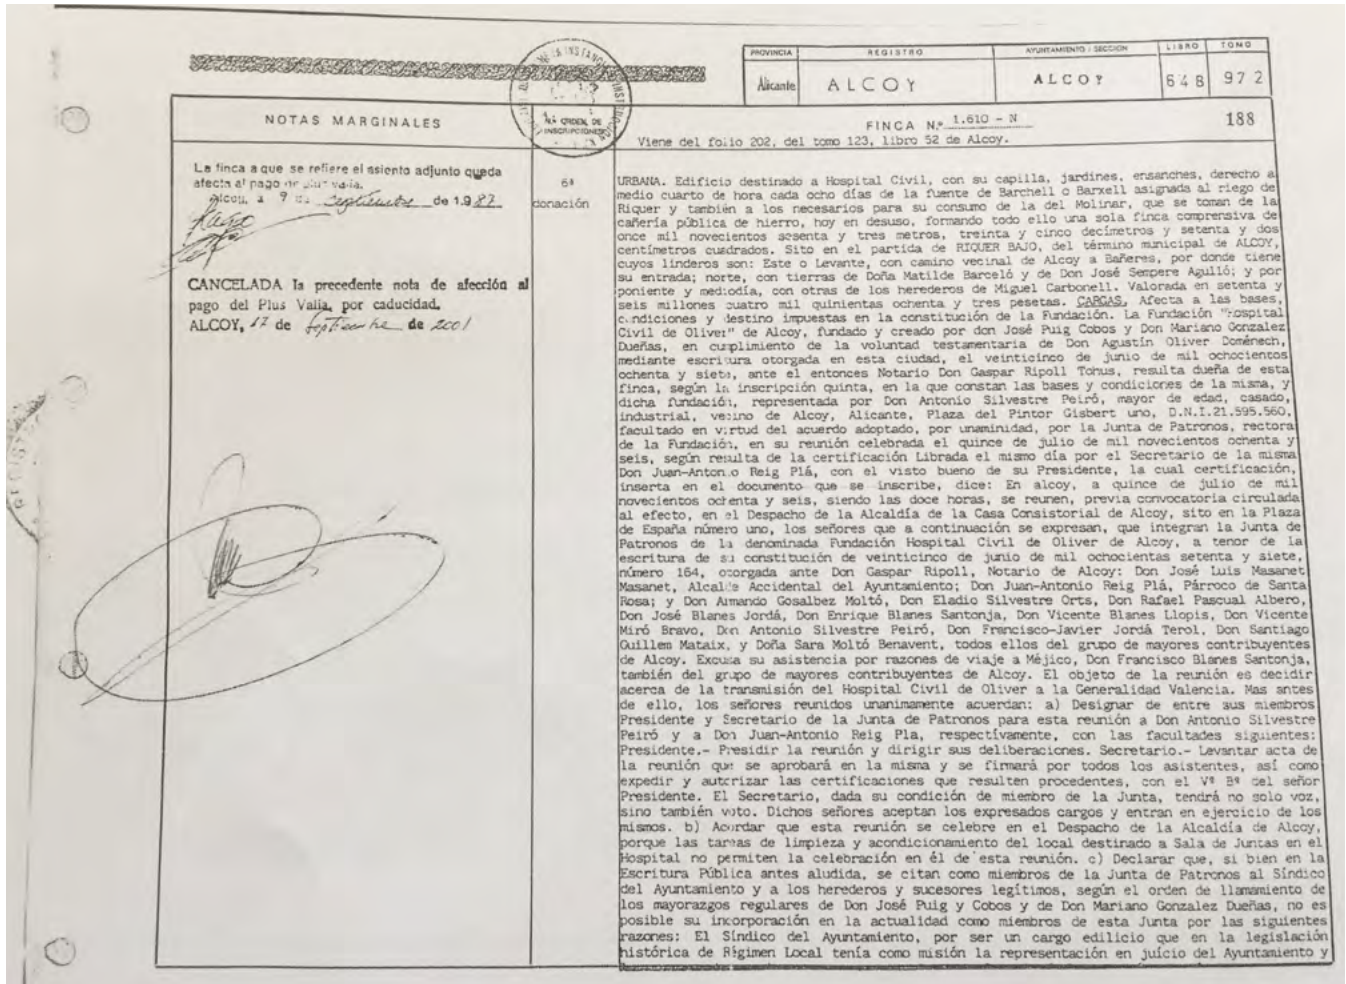 PROVINCIA
REGISTRO
AYUNTAMIENTO / SECCION
LIBRO
TOMO
Alicante
ALCOY
ALCOY
648
972
NOTAS MARGINALES
N.º ORDEN DE
INSCRIPCIONES
FINCA N.º 1.610 - N
188
Viene del folio 202, del tomo 123, libro 52 de Alcoy.
La finca a que se refiere el asiento adjunto queda
afecta al pago de plus valia.
Alcoy, a 9 de Septiembre de 1.987
CANCELADA la precedente nota de afección al
pago del Plus Valía, por caducidad.
ALCOY, 12 de Septiembre de 2001
6ª
donación
URBANA. Edificio destinado a Hospital Civil, con su capilla, jardines, ensanches, derecho a
medio cuarto de hora cada ocho días de la fuente de Barchell o Barxell asignada al riego de
Riquer y también a los necesarios para su consumo de la del Molinar, que se toman de la
cañería pública de hierro, hoy en desuso, formando todo ello una sola finca comprensiva de
once mil novecientos sesenta y tres metros, treinta y cinco decímetros y setenta y dos
centímetros cuadrados. Sito en el partida de RIQUER BAJO, del término municipal de ALCOY,
cuyos linderos son: Este o Levante, con camino vecinal de Alcoy a Bañeres, por donde tiene
su entrada; norte, con tierras de Doña Matilde Barceló y de Don José Sempere Agulló; y por
poniente y mediodía, con otras de los herederos de Miguel Carbonell. Valorada en setenta y
seis millones cuatro mil quinientas ochenta y tres pesetas. CARGAS, Afecta a las bases,
condiciones y destino impuestas en la constitución de la Fundación. La Fundación "Hospital
Civil de Oliver" de Alcoy, fundado y creado por don José Puig Cobos y Don Mariano Gonzalez
Dueñas, en cumplimiento de la voluntad testamentaria de Don Agustín Oliver Doménech,
mediante escritura otorgada en esta ciudad, el veinticinco de junio de mil ochocientos
ochenta y siete, ante el entonces Notario Don Gaspar Ripoll Tohus, resulta dueña de esta
finca, según la inscripción quinta, en la que constan las bases y condiciones de la misma, y
dicha fundación, representada por Don Antonio Silvestre Peiró, mayor de edad, casado,
industrial, vecino de Alcoy, Alicante, Plaza del Pintor Gisbert uno, D.N.I.21.595.560,
facultado en virtud del acuerdo adoptado, por unaminidad, por la Junta de Patronos, rectora
de la Fundación, en su reunión celebrada el quince de julio de mil novecientos ochenta y
seis, según resulta de la certificación Librada el mismo día por el Secretario de la misma
Don Juan-Antonio Reig Plá, con el visto bueno de su Presidente, la cual certificación,
inserta en el documento que se inscribe, dice: En alcoy, a quince de julio de mil
novecientos ochenta y seis, siendo las doce horas, se reunen, previa convocatoria circulada
al efecto, en el Despacho de la Alcaldía de la Casa Consistorial de Alcoy, sito en la Plaza
de España número uno, los señores que a continuación se expresan, que integran la Junta de
Patronos de la denominada Fundación Hospital Civil de Oliver de Alcoy, a tenor de la
escritura de su constitución de veinticinco de junio de mil ochocientas setenta y siete,
número 164, otorgada ante Don Gaspar Ripoll, Notario de Alcoy: Don José Luis Masanet
Masanet, Alcalde Accidental del Ayuntamiento; Don Juan-Antonio Reig Plá, Párroco de Santa
Rosa; y Don Armando Gosalbez Moltó, Don Eladio Silvestre Orts, Don Rafael Pascual Albero,
Don José Blanes Jordá, Don Enrique Blanes Santonja, Don Vicente Blanes Llopis, Don Vicente
Miró Bravo, Don Antonio Silvestre Peiró, Don Francisco-Javier Jordá Terol, Don Santiago
Guillem Mataix, y Doña Sara Moltó Benavent, todos ellos del grupo de mayores contribuyentes
de Alcoy. Excusa su asistencia por razones de viaje a Méjico, Don Francisco Blanes Santonja,
también del grupo de mayores contribuyentes de Alcoy. El objeto de la reunión es decidir
acerca de la transmisión del Hospital Civil de Oliver a la Generalidad Valencia. Mas antes
de ello, los señores reunidos unanimamente acuerdan: a) Designar de entre sus miembros
Presidente y Secretario de la Junta de Patronos para esta reunión a Don Antonio Silvestre
Peiró y a Don Juan-Antonio Reig Pla, respectívamente, con las facultades siguientes:
Presidente.- Presidir la reunión y dirigir sus deliberaciones. Secretario.- Levantar acta de
la reunión que se aprobará en la misma y se firmará por todos los asistentes, así como
expedir y autorizar las certificaciones que resulten procedentes, con el Vº Bº del señor
Presidente. El Secretario, dada su condición de miembro de la Junta, tendrá no solo voz,
sino también voto. Dichos señores aceptan los expresados cargos y entran en ejercicio de los
mismos. b) Acordar que esta reunión se celebre en el Despacho de la Alcaldía de Alcoy,
porque las tareas de limpieza y acondicionamiento del local destinado a Sala de Juntas en el
Hospital no permiten la celebración en él de esta reunión. c) Declarar que, si bien en la
Escritura Pública antes aludida, se citan como miembros de la Junta de Patronos al Síndico
del Ayuntamiento y a los herederos y sucesores legítimos, según el orden de llamamiento de
los mayorazgos regulares de Don José Puig y Cobos y de Don Mariano Gonzalez Dueñas, no es
posible su incorporación en la actualidad como miembros de esta Junta por las siguientes
razones: El Síndico del Ayuntamiento, por ser un cargo edilicio que en la legislación
histórica de Régimen Local tenía como misión la representación en juício del Ayuntamiento y